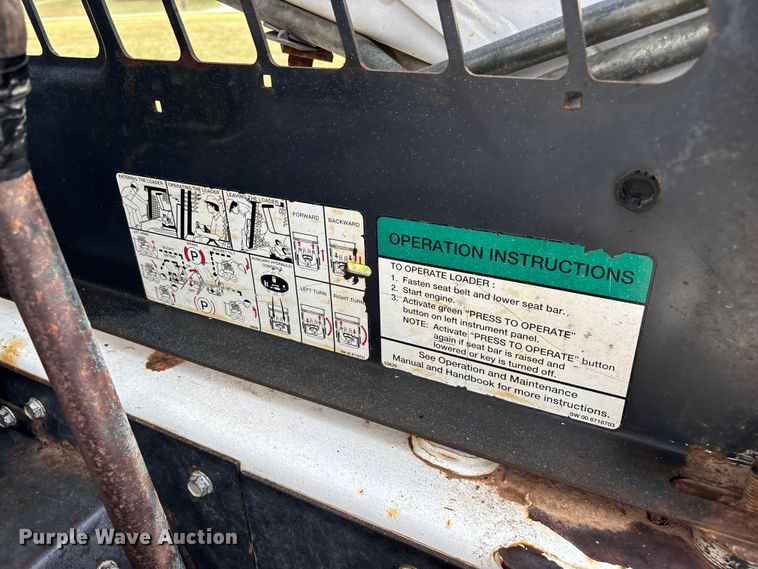 ENTERING THE LOADER
OPERATING THE LOADER
LEAVING THE LOADER
FORWARD
BACKWARD
P
P
LEFT TURN
RIGHT TURN
OPERATION INSTRUCTIONS
TO OPERATE LOADER :
1. Fasten seat belt and lower seat bar.
2. Start engine.
3. Activate green "PRESS TO OPERATE"
button on left instrument panel.
NOTE: Activate "PRESS TO OPERATE" button
again if seat bar is raised and
lowered or key is turned off.
See Operation and Maintenance
Manual and Handbook for more instructions.
SW 00 6718703
Purple Wave Auction